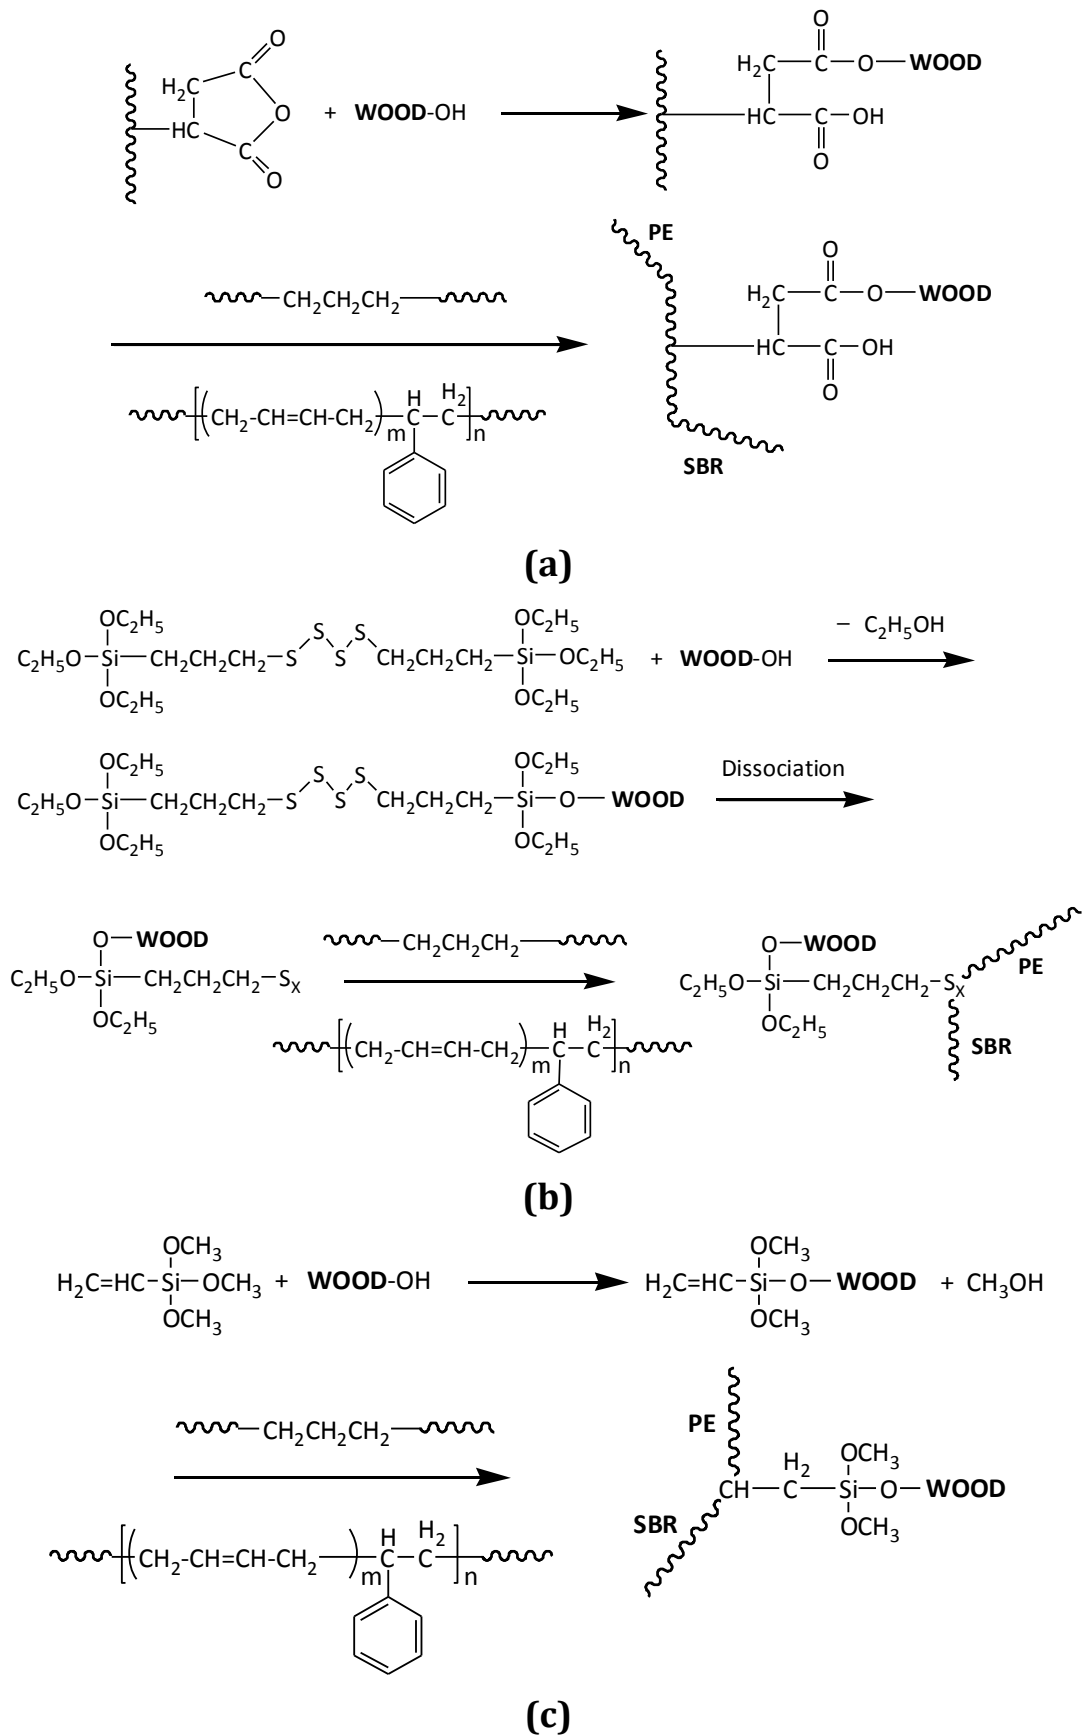 O
C
H₂C
O
HC
C
O
+ WOOD-OH
O
H₂C C O WOOD
HC C OH
O
CH₂CH₂CH₂
PE
O
H₂C C O WOOD
HC C OH
O
SBR
[(CH₂-CH=CH-CH₂)m C H C H₂]n
(a)
OC₂H₅ S S OC₂H₅
C₂H₅O Si CH₂CH₂CH₂ S S CH₂CH₂CH₂ Si OC₂H₅ + WOOD-OH − C₂H₅OH
OC₂H₅ OC₂H₅
OC₂H₅ S S OC₂H₅
C₂H₅O Si CH₂CH₂CH₂ S S CH₂CH₂CH₂ Si O WOOD Dissociation
OC₂H₅ OC₂H₅
O WOOD
C₂H₅O Si CH₂CH₂CH₂ SX
OC₂H₅
CH₂CH₂CH₂
[(CH₂-CH=CH-CH₂)m C H C H₂]n
O WOOD
C₂H₅O Si CH₂CH₂CH₂ SX
OC₂H₅
PE
SBR
(b)
OCH₃
H₂C=HC Si OCH₃ + WOOD-OH
OCH₃
OCH₃
H₂C=HC Si O WOOD + CH₃OH
OCH₃
CH₂CH₂CH₂
[(CH₂-CH=CH-CH₂)m C H C H₂]n
PE
H₂ OCH₃
CH C Si O WOOD
SBR OCH₃
(c)